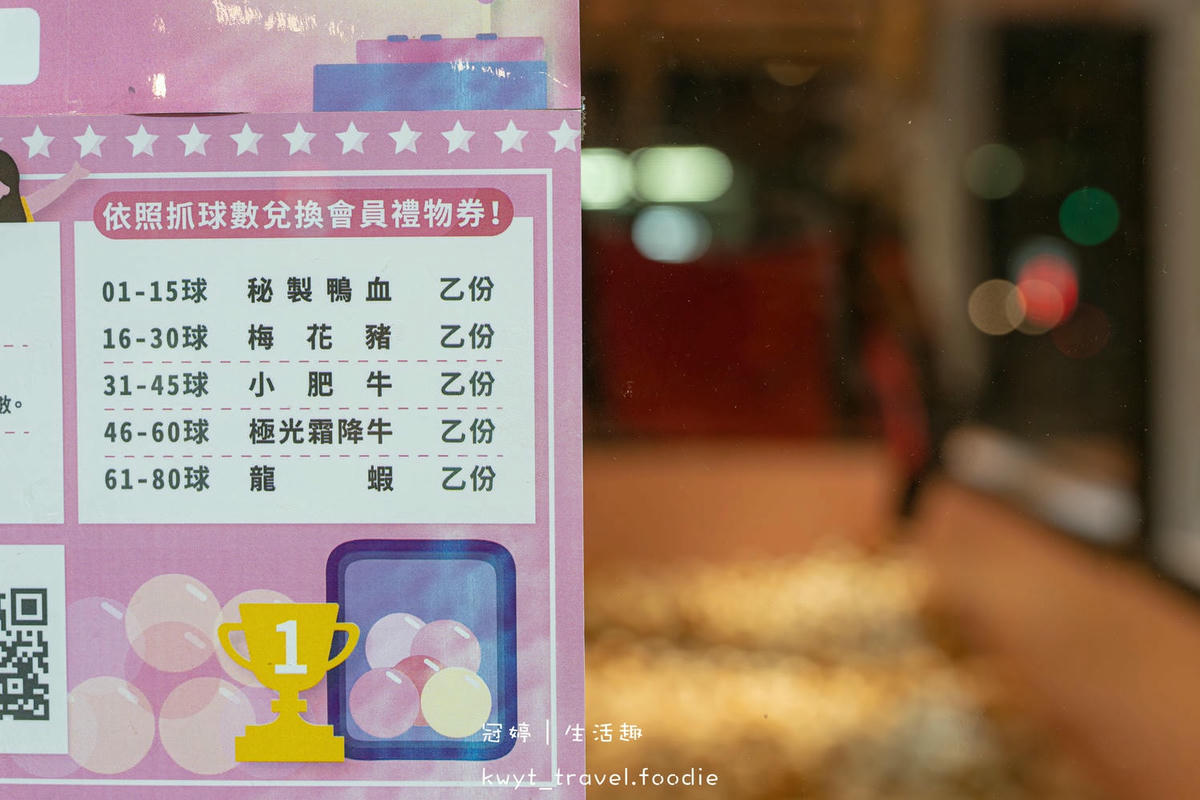 依照抓球數兌換會員禮物券!
01-15球 秘製鴨血 乙份
16-30球 梅花豬 乙份
31-45球 小肥牛 乙份
46-60球 極光霜降牛 乙份
61-80球 龍蝦 乙份
數。
1
冠婷|生活趣
kwyt_travel.foodie